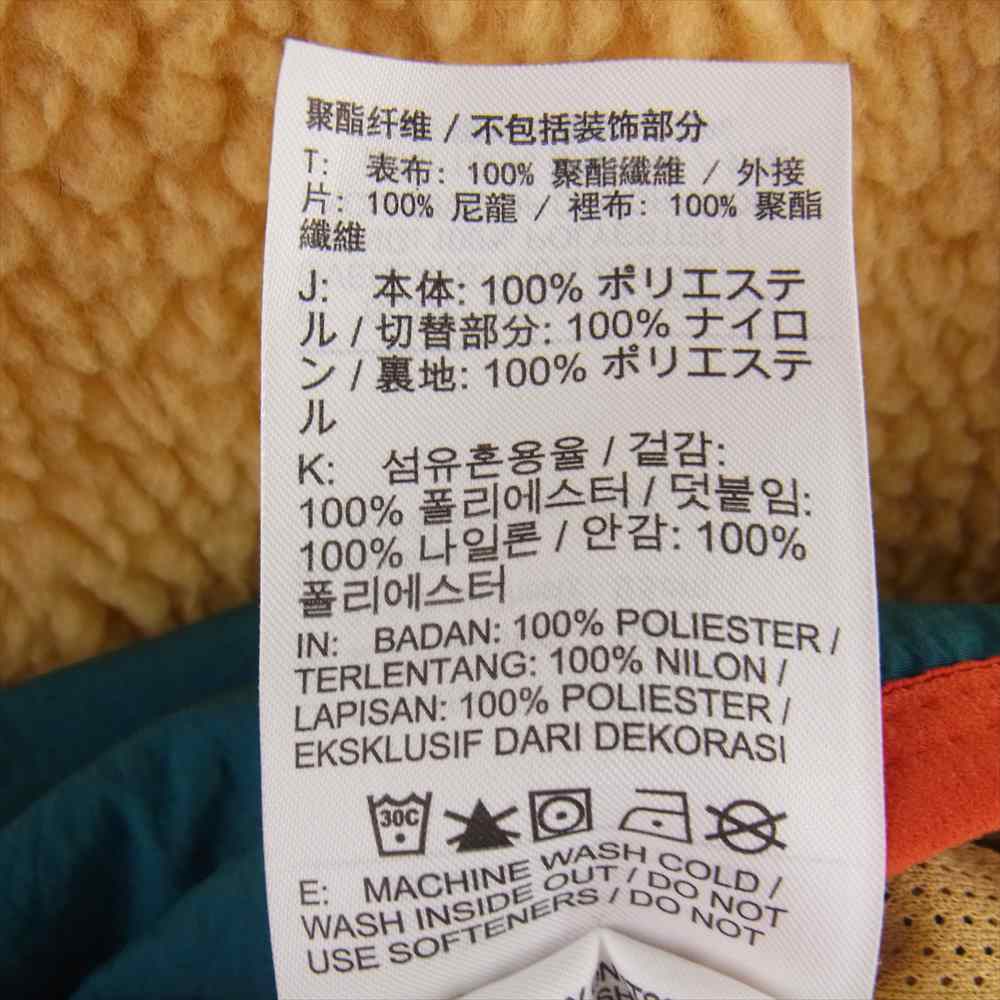 聚酯纤维 / 不包括装饰部分
T: 表布: 100% 聚酯纖維 / 外接
片: 100% 尼龍 / 裡布: 100% 聚酯
纖維
J: 本体: 100% ポリエステ
ル / 切替部分: 100% ナイロ
ン / 裏地: 100% ポリエステ
ル
K: 섬유혼용율 / 겉감:
100% 폴리에스터 / 덧붙임:
100% 나일론 / 안감: 100%
폴리에스터
IN: BADAN: 100% POLIESTER /
TERLENTANG: 100% NILON /
LAPISAN: 100% POLIESTER /
EKSKLUSIF DARI DEKORASI
30C
E: MACHINE WASH COLD /
WASH INSIDE OUT / DO NOT
USE SOFTENERS / DO NOT